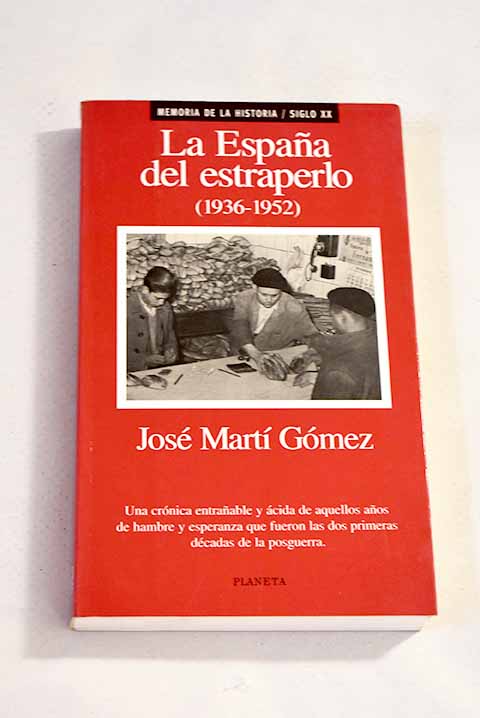 MEMORIA DE LA HISTORIA / SIGLO XX
La España
del estraperlo
(1936-1952)
José Martí Gómez
Una crónica entrañable y ácida de aquellos años
de hambre y esperanza que fueron las dos primeras
décadas de la posguerra.
PLANETA